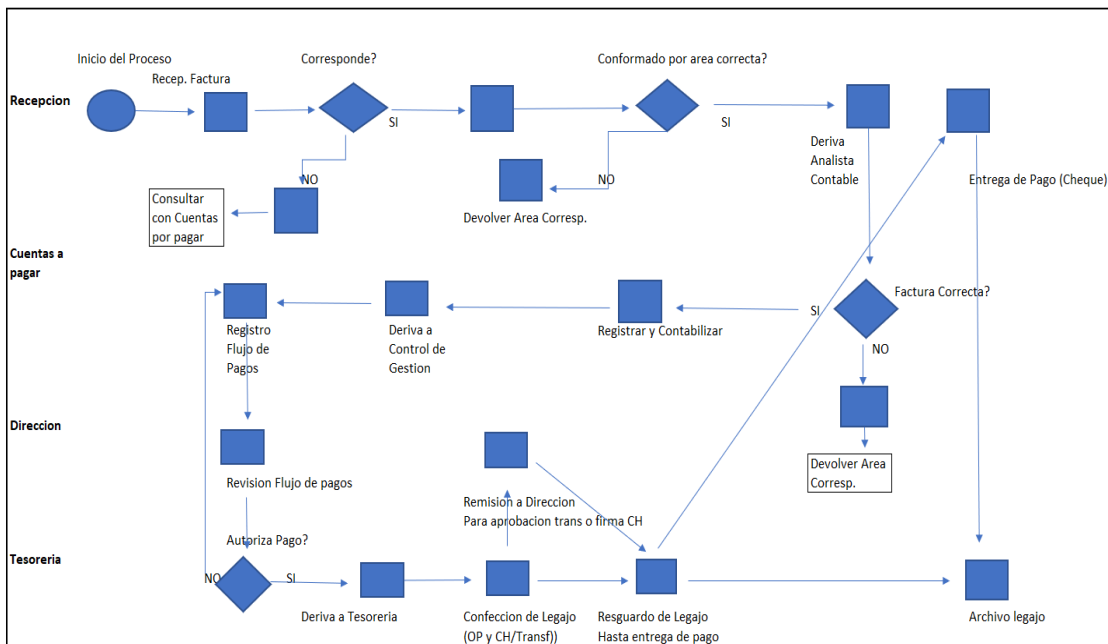 Inicio del Proceso
Corresponde?
Conformado por area correcta?
Recep. Factura
Recepcion
SI
SI
Deriva
Analista
Contable
Entrega de Pago (Cheque)
NO
NO
Consultar
con Cuentas
por pagar
Devolver Area Corresp.
Cuentas a
pagar
Factura Correcta?
SI
Registro
Flujo de
Pagos
Deriva a
Control de
Gestion
Registrar y Contabilizar
NO
Direccion
Devolver Area
Corresp.
Revision Flujo de pagos
Remision a Direccion
Para aprobacion trans o firma CH
Autoriza Pago?
Tesoreria
NO
SI
Deriva a Tesoreria
Confeccion de Legajo
(OP y CH/Transf))
Resguardo de Legajo
Hasta entrega de pago
Archivo legajo